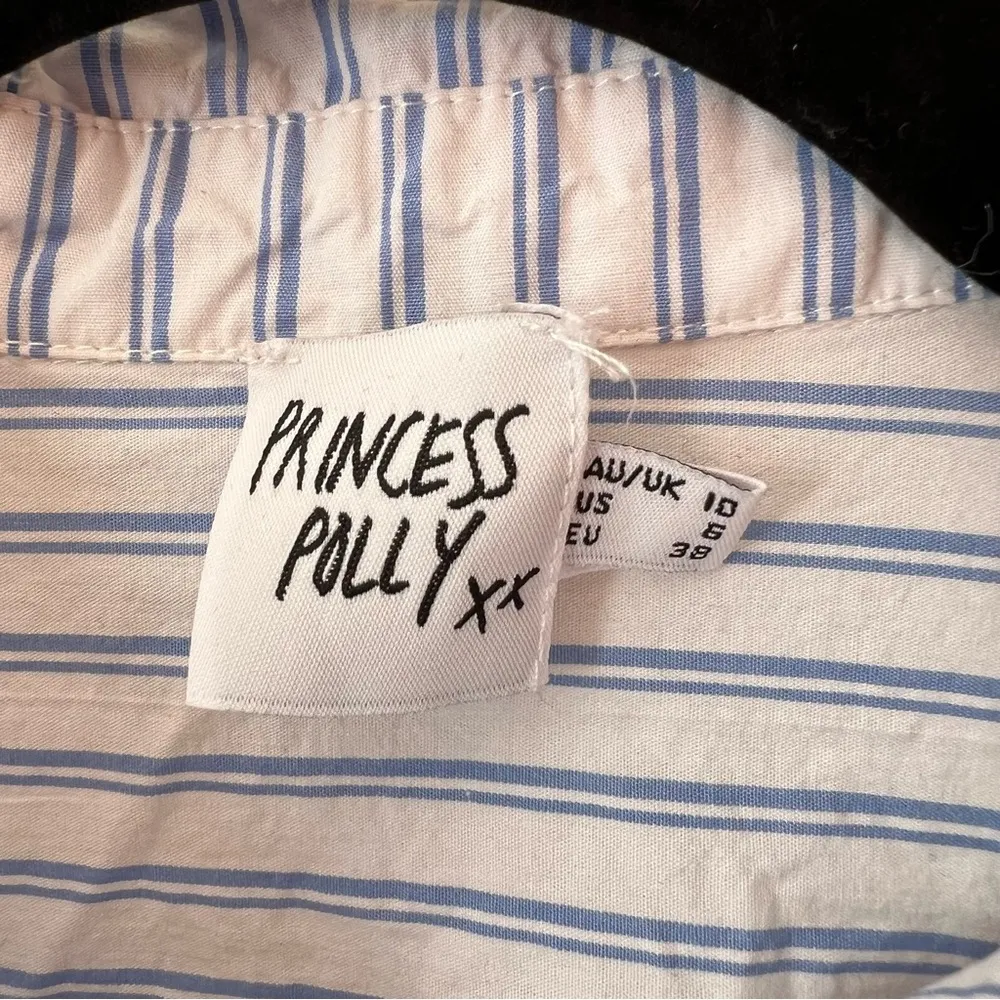 PRINCESS
POLLY xx
AU/UK 10
US 6
EU 38